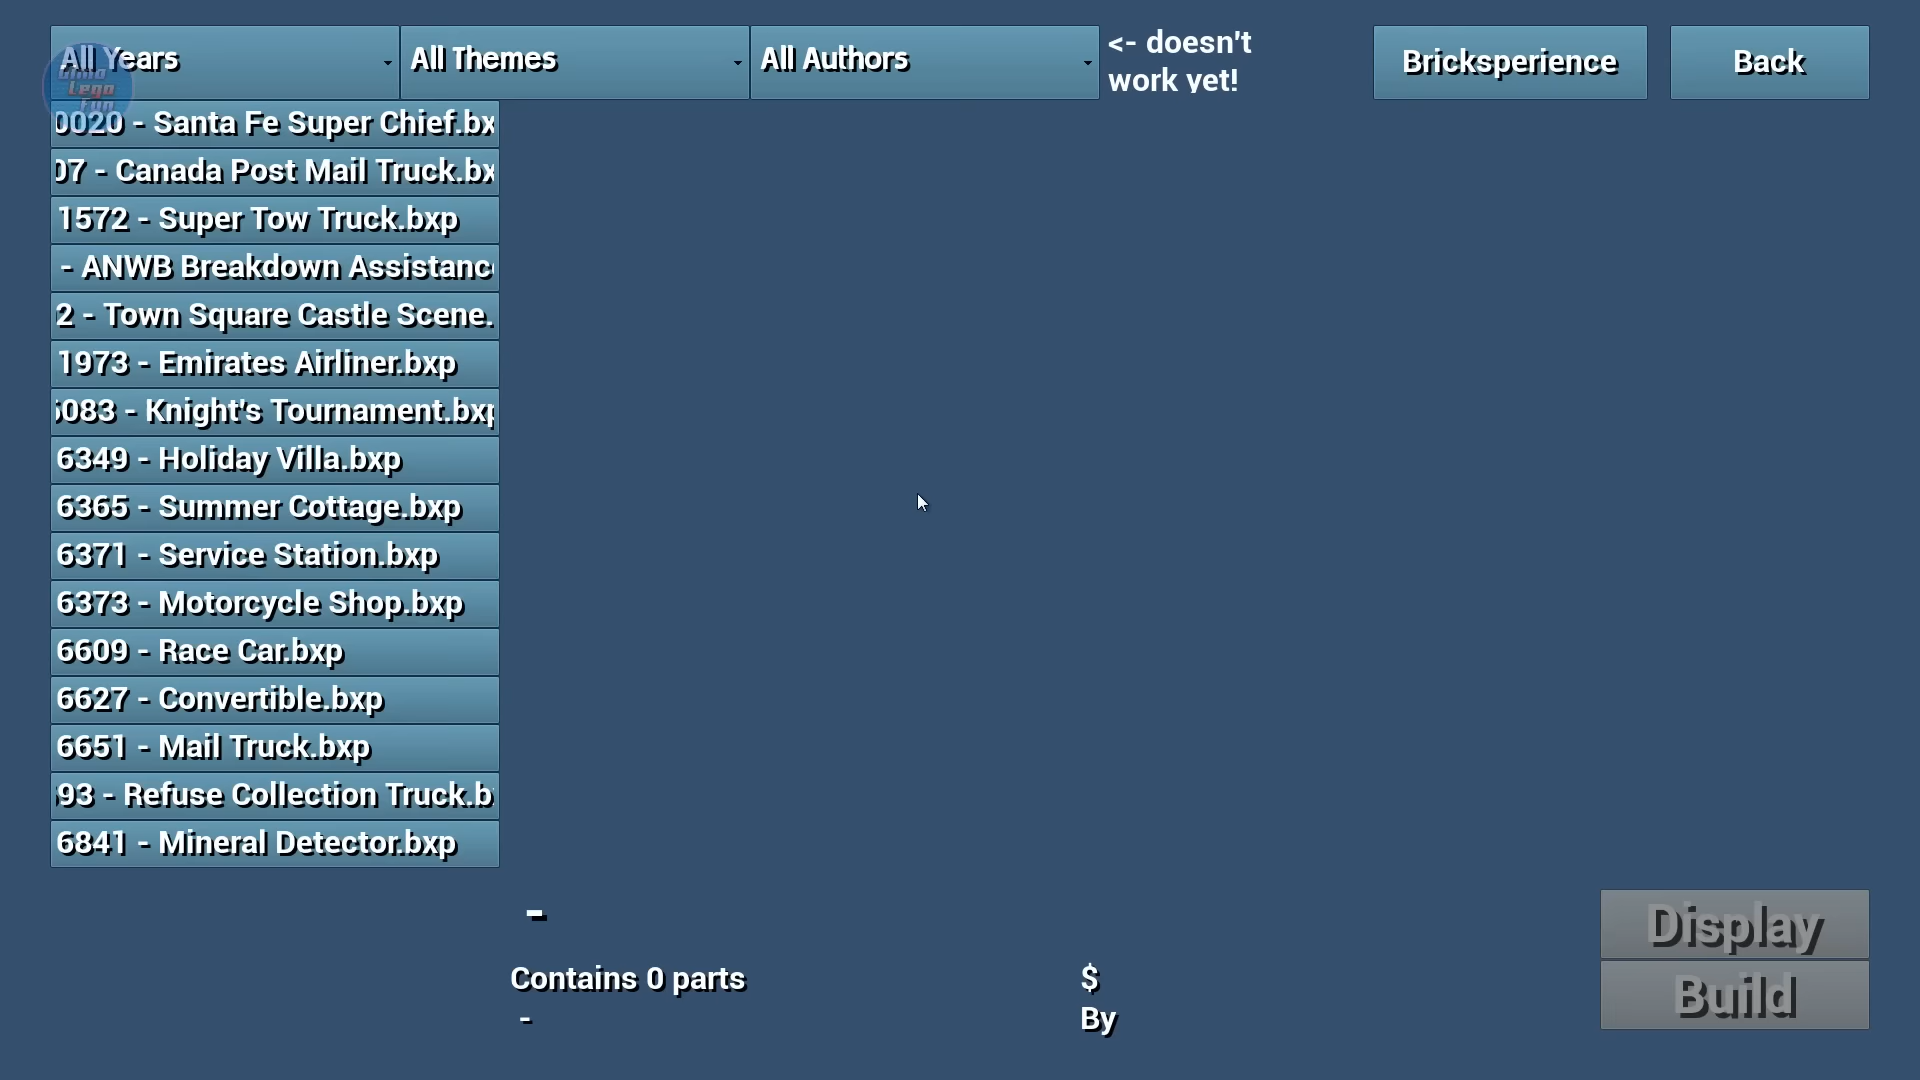 All Years
All Themes
All Authors
<- doesn't
work yet!
Bricksperience
Back
Lego
Fun
0020 - Santa Fe Super Chief.bx
07 - Canada Post Mail Truck.bx
1572 - Super Tow Truck.bxp
- ANWB Breakdown Assistanc
2 - Town Square Castle Scene.
1973 - Emirates Airliner.bxp
6083 - Knight's Tournament.bxp
6349 - Holiday Villa.bxp
6365 - Summer Cottage.bxp
6371 - Service Station.bxp
6373 - Motorcycle Shop.bxp
6609 - Race Car.bxp
6627 - Convertible.bxp
6651 - Mail Truck.bxp
93 - Refuse Collection Truck.b
6841 - Mineral Detector.bxp
-
Contains 0 parts
-
$
By
Display
Build